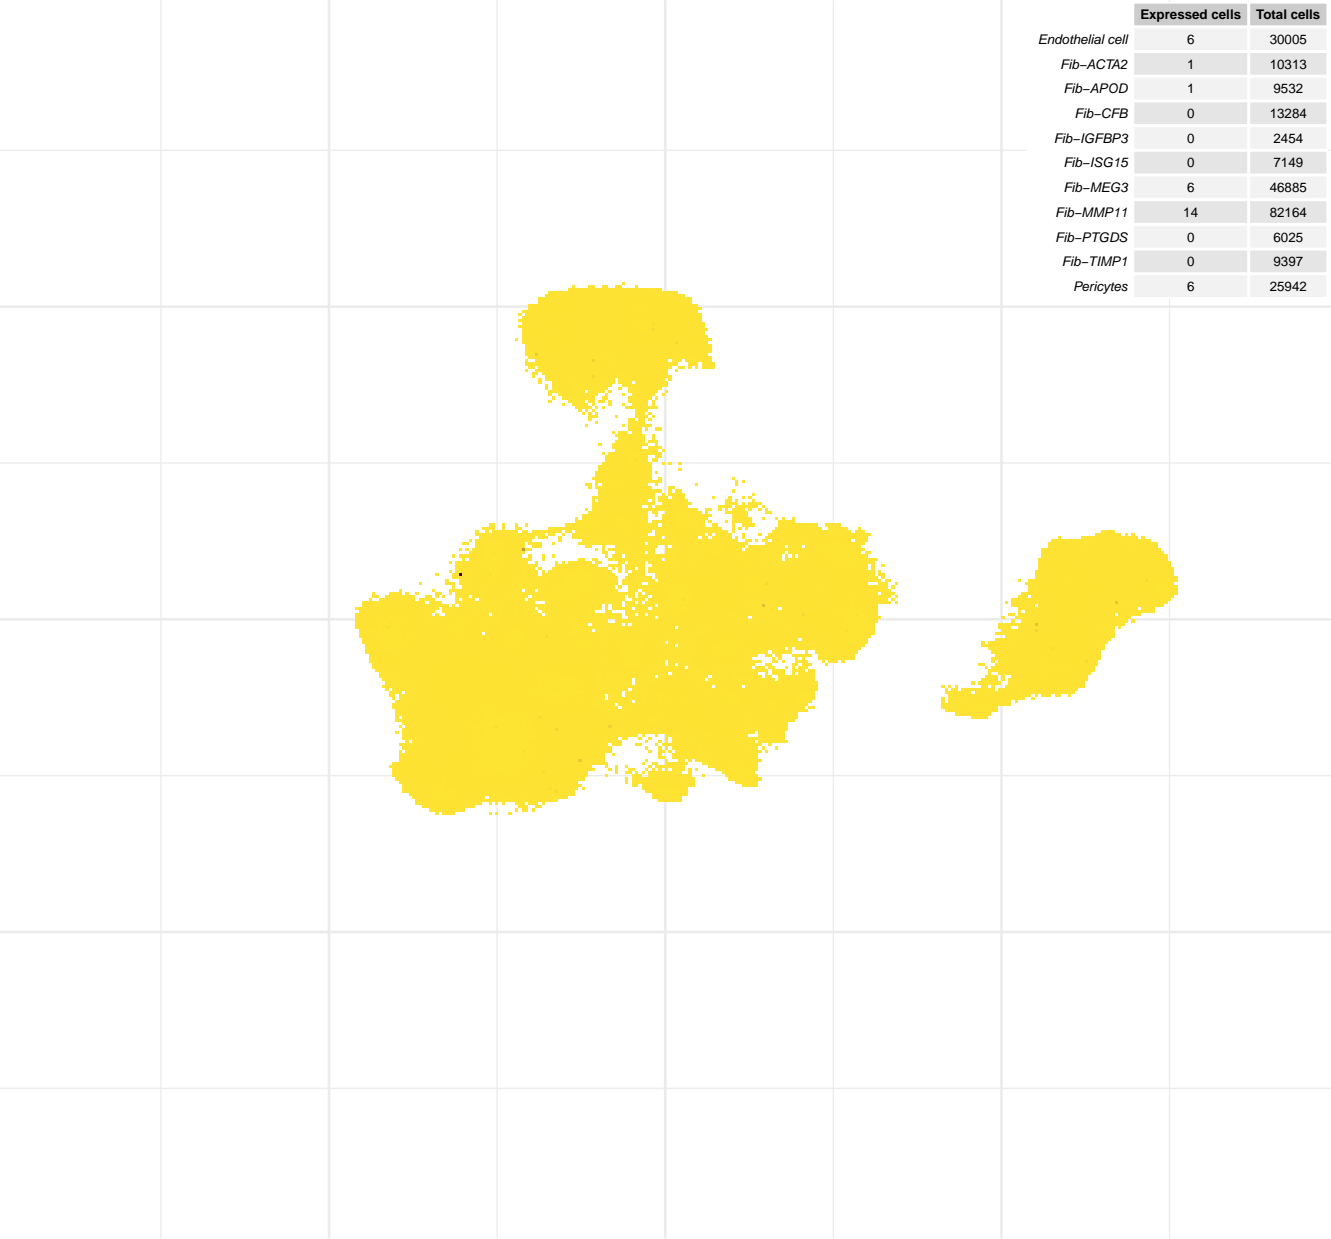 Expressed cells Total cells
Endothelial cell 6 30005
Fib−ACTA2 1 10313
Fib−APOD 1 9532
Fib−CFB 0 13284
Fib−IGFBP3 0 2454
Fib−ISG15 0 7149
Fib−MEG3 6 46885
Fib−MMP11 14 82164
Fib−PTGDS 0 6025
Fib−TIMP1 0 9397
Pericytes 6 25942